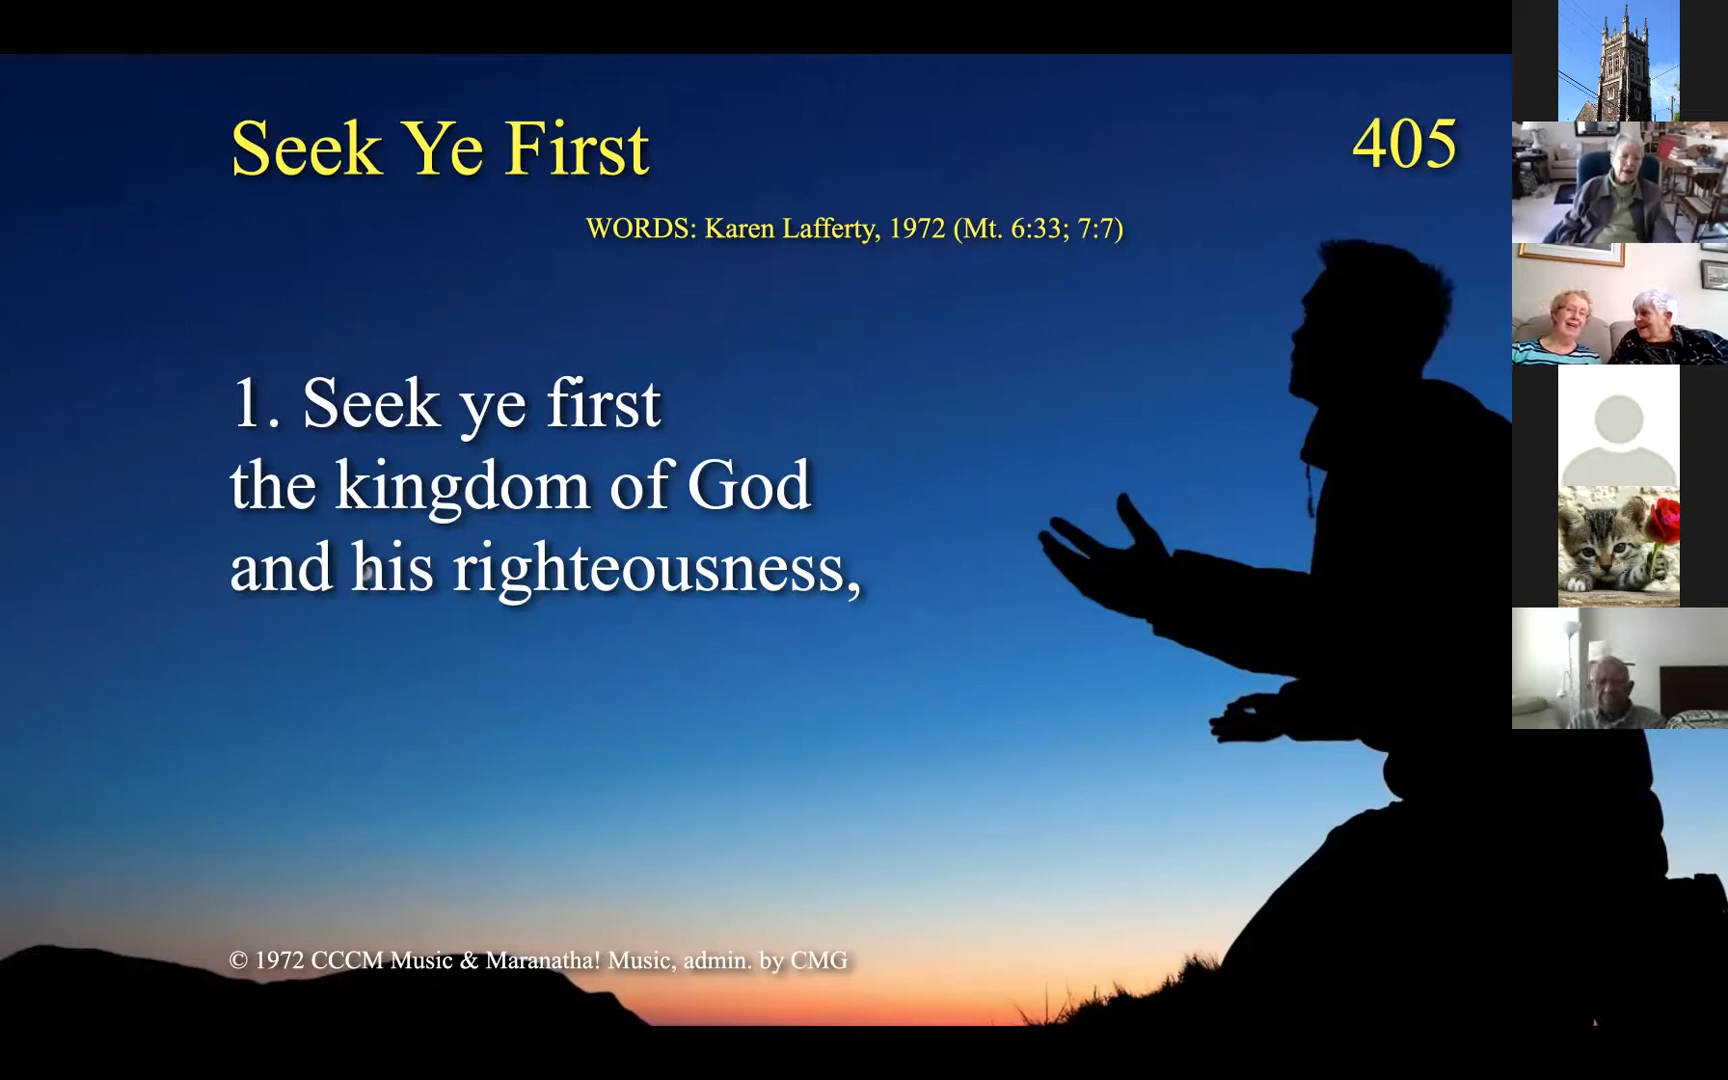 Seek Ye First
405
WORDS: Karen Lafferty, 1972 (Mt. 6:33; 7:7)
1. Seek ye first
the kingdom of God
and his righteousness,
© 1972 CCCM Music & Maranatha! Music, admin. by CMG